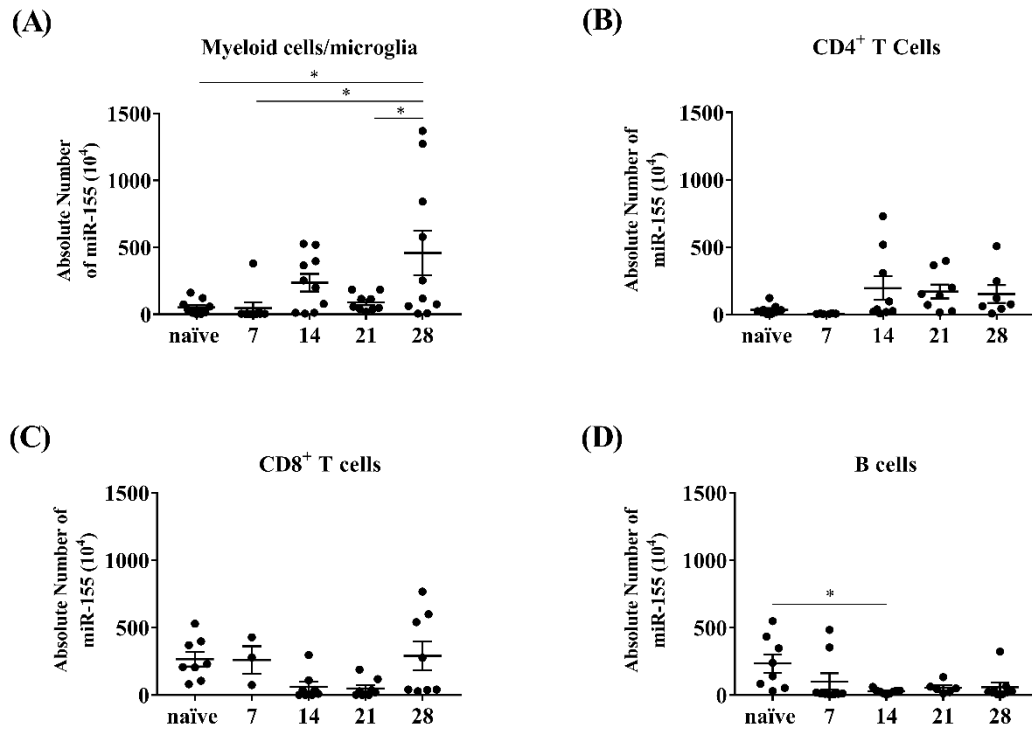 (A)
Myeloid cells/microglia
*
*
*
Absolute Number
of miR-155 (10⁴)
1500
1000
500
0
naïve 7 14 21 28
(B)
CD4⁺ T Cells
Absolute Number of
miR-155 (10⁴)
1500
1000
500
0
naïve 7 14 21 28
(C)
CD8⁺ T cells
Absolute Number of
miR-155 (10⁴)
1500
1000
500
0
naïve 7 14 21 28
(D)
B cells
*
Absolute Number of
miR-155 (10⁴)
1500
1000
500
0
naïve 7 14 21 28